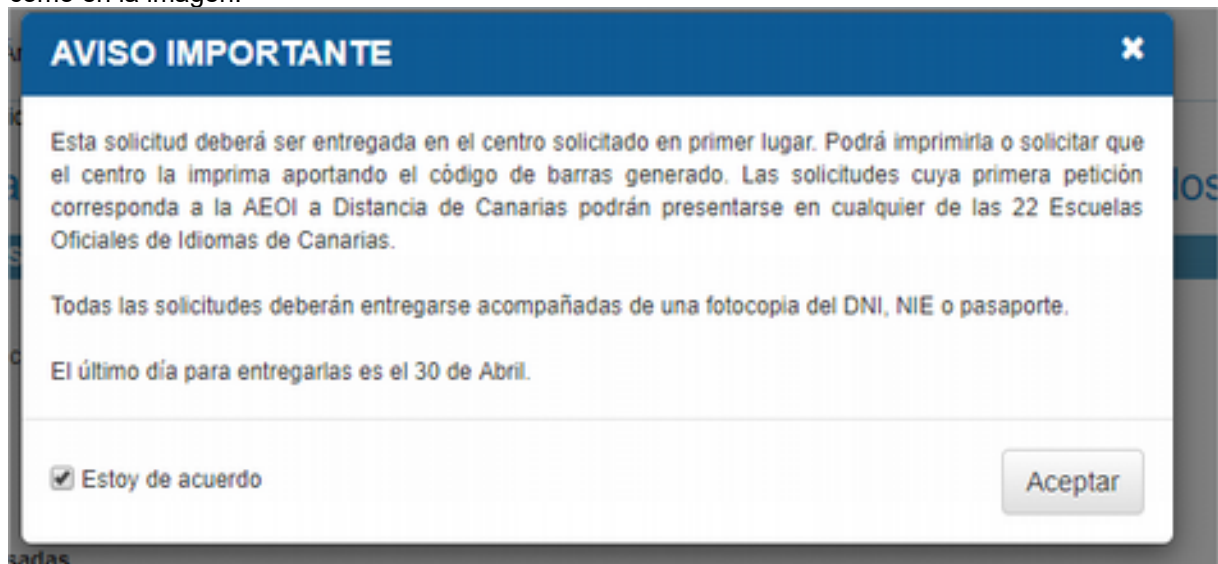 como en la imagen.
AVISO IMPORTANTE
Esta solicitud deberá ser entregada en el centro solicitado en primer lugar. Podrá imprimirla o solicitar que
el centro la imprima aportando el código de barras generado. Las solicitudes cuya primera petición
corresponda a la AEOI a Distancia de Canarias podrán presentarse en cualquier de las 22 Escuelas
Oficiales de Idiomas de Canarias.
Todas las solicitudes deberán entregarse acompañadas de una fotocopia del DNI, NIE o pasaporte.
El último día para entregarlas es el 30 de Abril.
Estoy de acuerdo
Aceptar